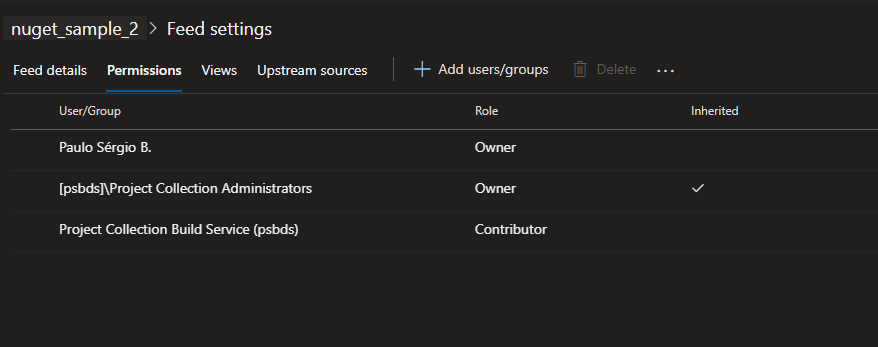 nuget_sample_2 > Feed settings
Feed details Permissions Views Upstream sources + Add users/groups Delete ...
User/Group Role Inherited
Paulo Sérgio B. Owner
[psbds]\Project Collection Administrators Owner ✓
Project Collection Build Service (psbds) Contributor